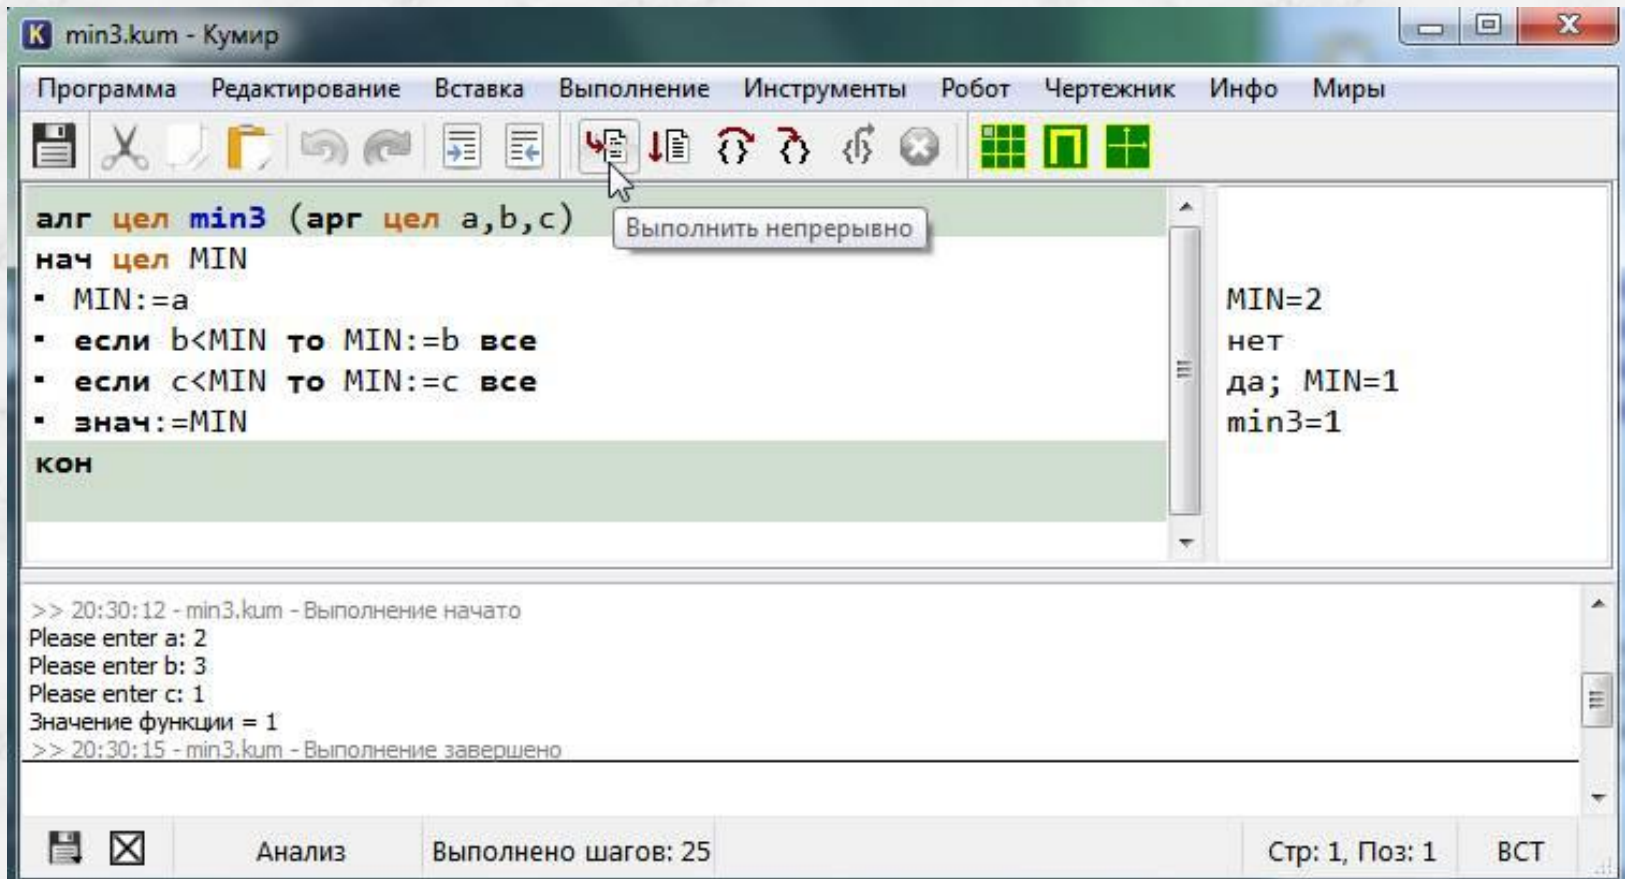 min3.kum - Кумир
Программа Редактирование Вставка Выполнение Инструменты Робот Чертежник Инфо Миры
алг цел min3 (арг цел a,b,c)
Выполнить непрерывно
нач цел MIN
MIN:=a
MIN=2
если b<MIN то MIN:=b все
нет
если c<MIN то MIN:=c все
да; MIN=1
знач:=MIN
min3=1
кон
>> 20:30:12 - min3.kum - Выполнение начато
Please enter a: 2
Please enter b: 3
Please enter c: 1
Значение функции = 1
>> 20:30:15 - min3.kum - Выполнение завершено
Анализ
Выполнено шагов: 25
Стр: 1, Поз: 1
ВСТ